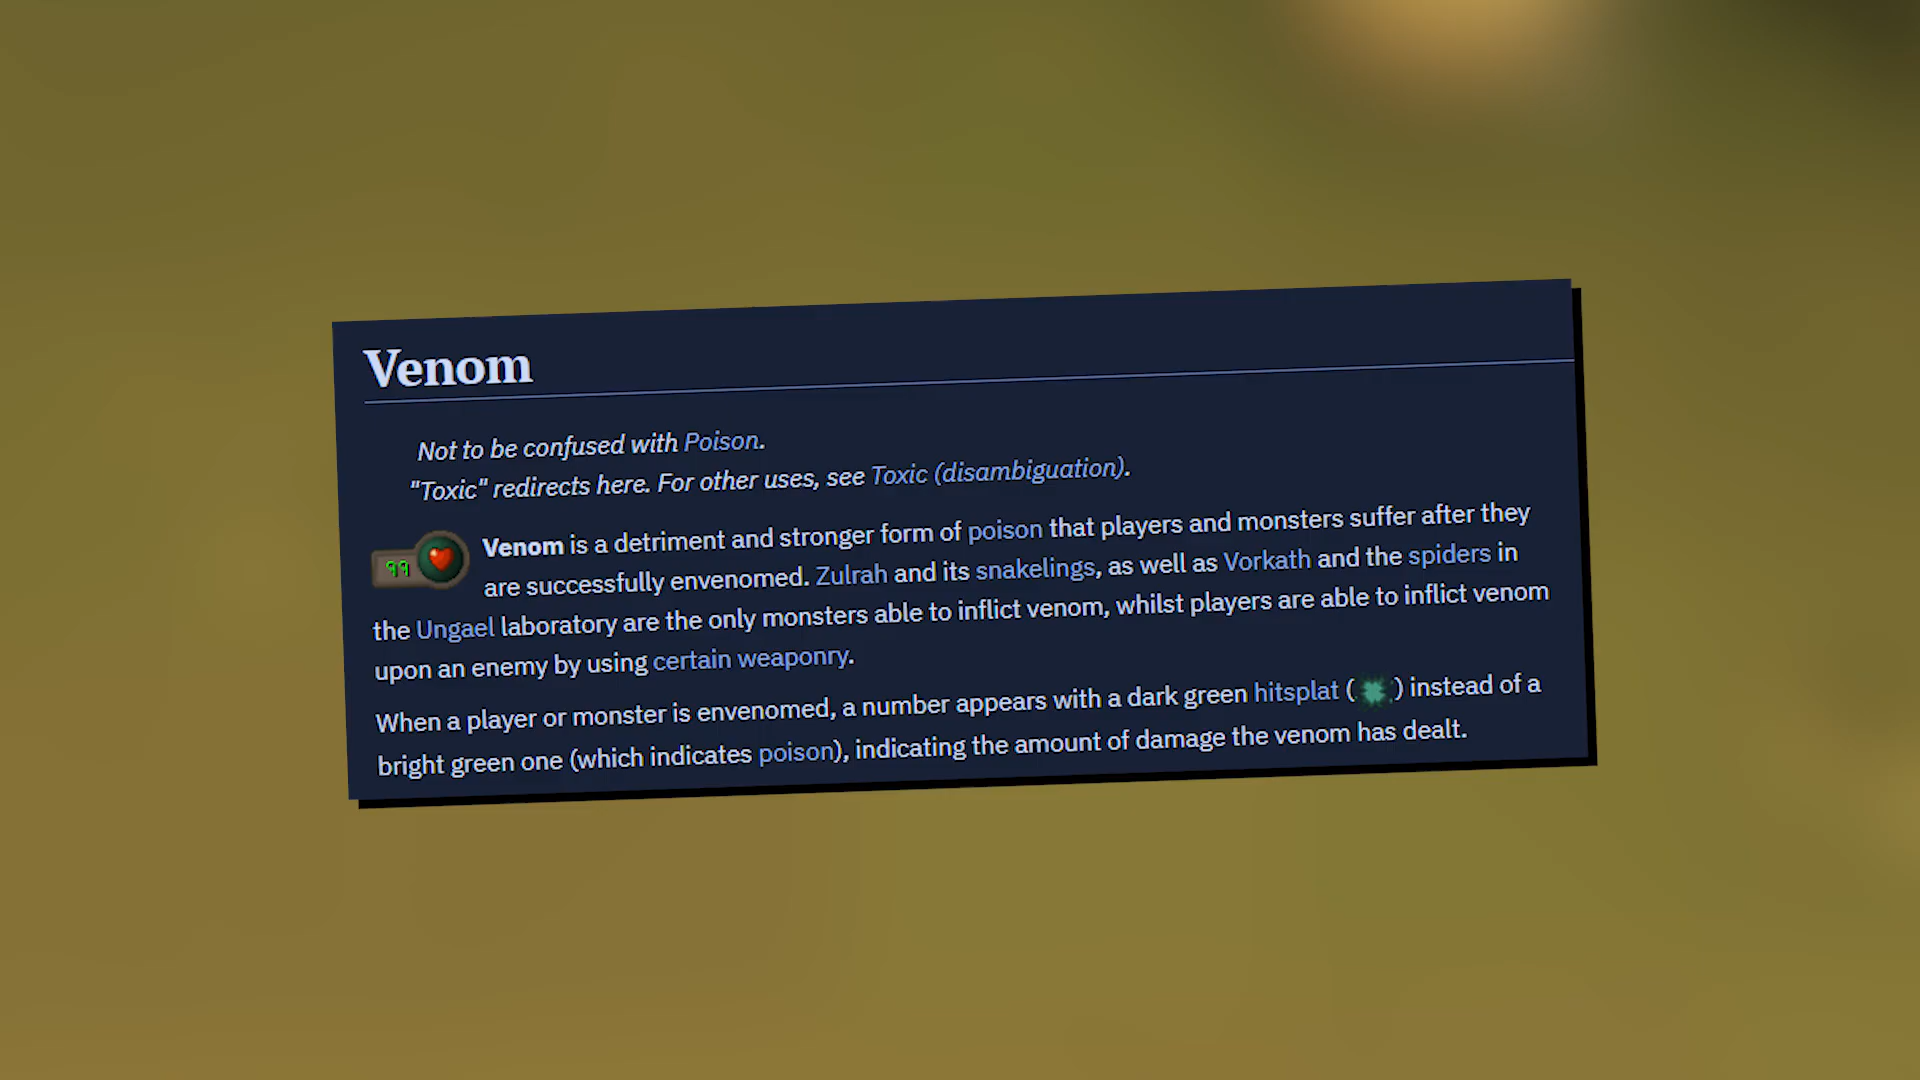 Venom
Not to be confused with Poison.
"Toxic" redirects here. For other uses, see Toxic (disambiguation).
Venom is a detriment and stronger form of poison that players and monsters suffer after they
99
are successfully envenomed. Zulrah and its snakelings, as well as Vorkath and the spiders in
the Ungael laboratory are the only monsters able to inflict venom, whilst players are able to inflict venom
upon an enemy by using certain weaponry.
When a player or monster is envenomed, a number appears with a dark green hitsplat ( ) instead of a
bright green one (which indicates poison), indicating the amount of damage the venom has dealt.